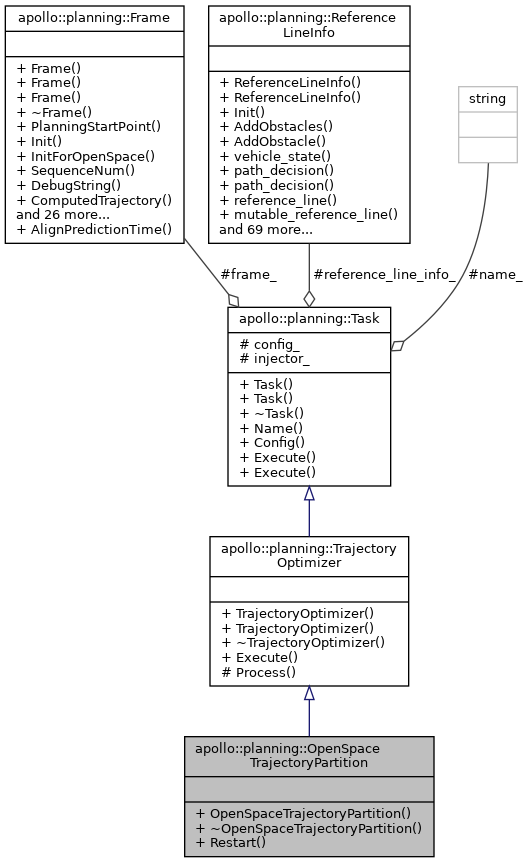 apollo::planning::Frame
+ Frame()
+ Frame()
+ Frame()
+ ~Frame()
+ PlanningStartPoint()
+ Init()
+ InitForOpenSpace()
+ SequenceNum()
+ DebugString()
+ ComputedTrajectory()
and 26 more...
+ AlignPredictionTime()
apollo::planning::Reference
LineInfo
+ ReferenceLineInfo()
+ ReferenceLineInfo()
+ Init()
+ AddObstacles()
+ AddObstacle()
+ vehicle_state()
+ path_decision()
+ path_decision()
+ reference_line()
+ mutable_reference_line()
and 69 more...
string
#frame_
#reference_line_info_
#name_
apollo::planning::Task
# config_
# injector_
+ Task()
+ Task()
+ ~Task()
+ Name()
+ Config()
+ Execute()
+ Execute()
apollo::planning::Trajectory
Optimizer
+ TrajectoryOptimizer()
+ TrajectoryOptimizer()
+ ~TrajectoryOptimizer()
+ Execute()
# Process()
apollo::planning::OpenSpace
TrajectoryPartition
+ OpenSpaceTrajectoryPartition()
+ ~OpenSpaceTrajectoryPartition()
+ Restart()